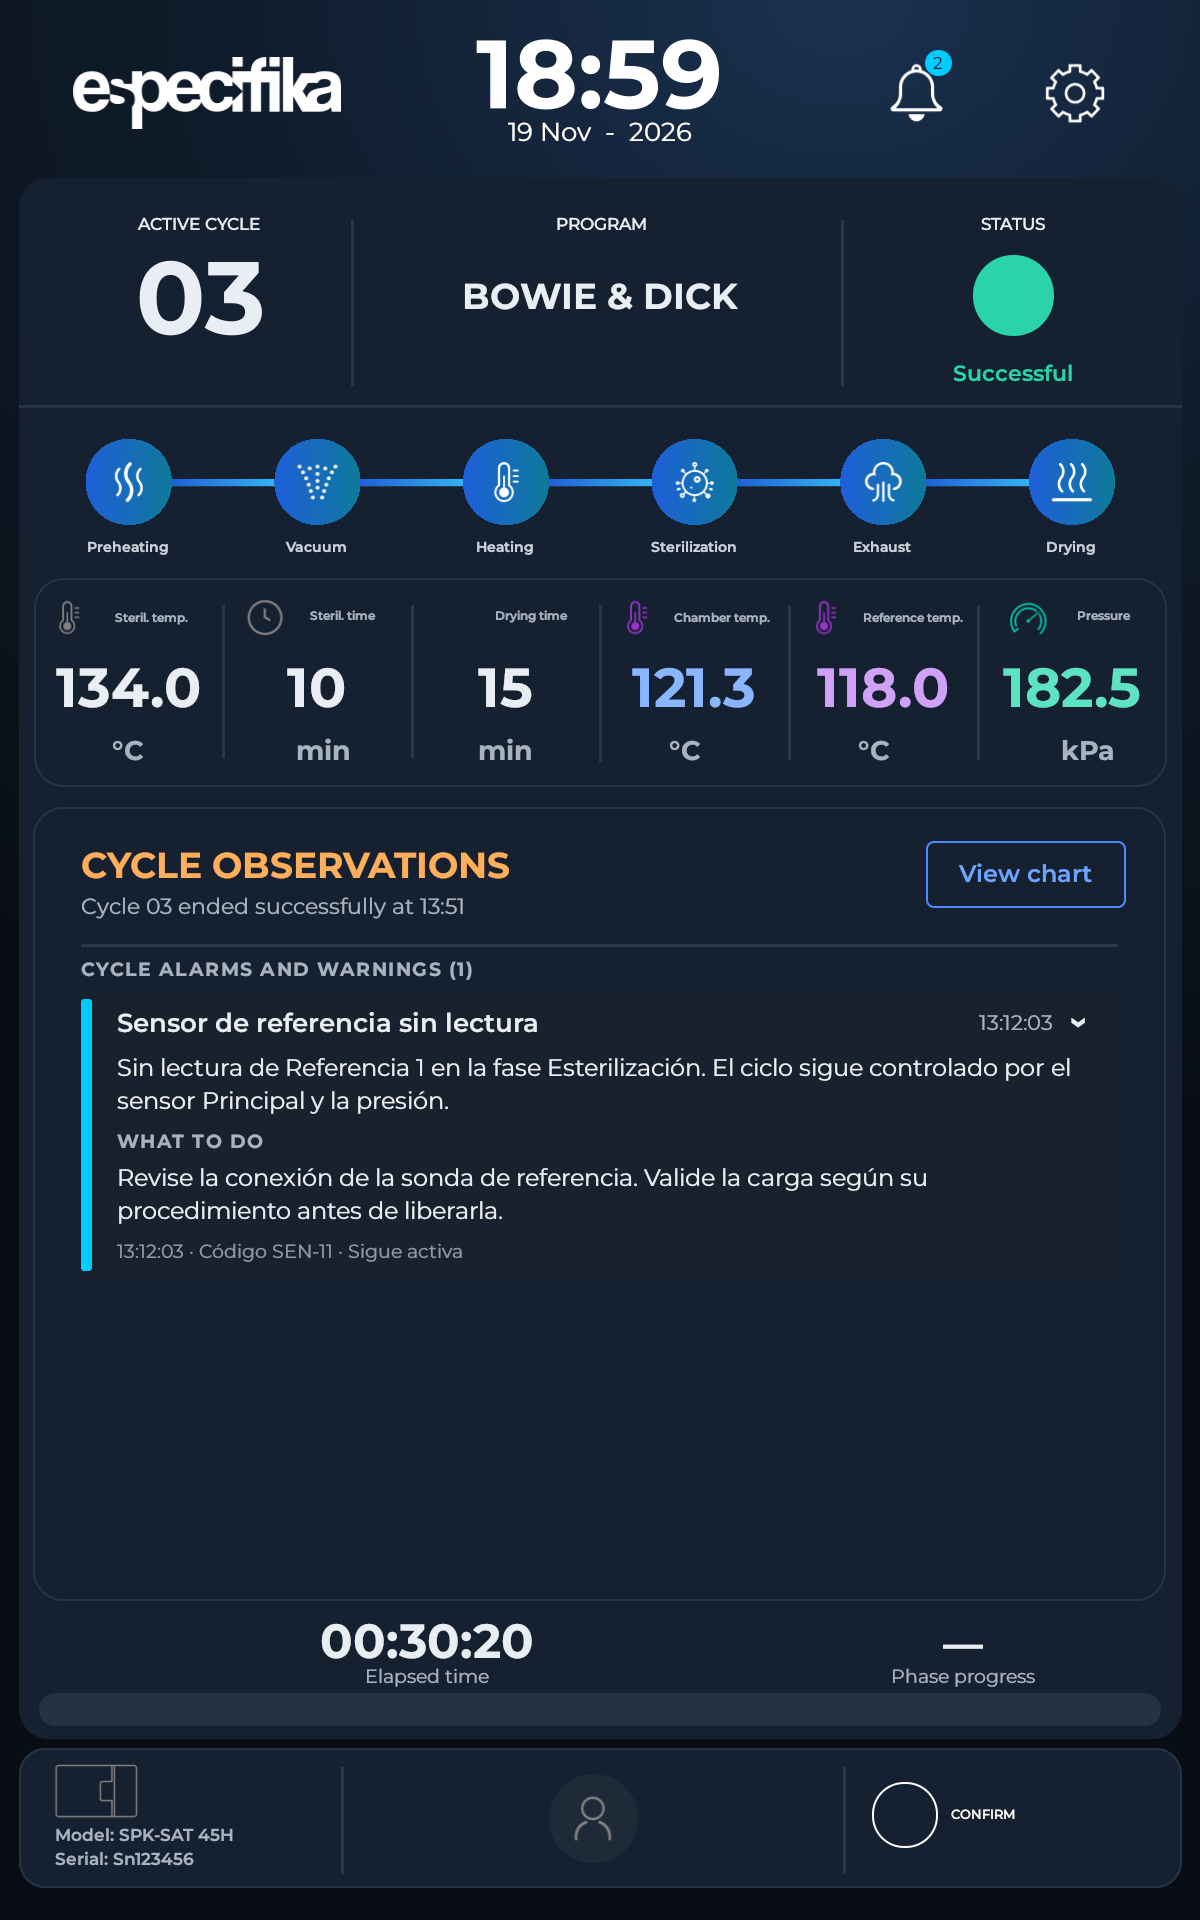 especifika
18:59
2
19 Nov - 2026
ACTIVE CYCLE
03
PROGRAM
BOWIE & DICK
STATUS
Successful
Preheating
Vacuum
Heating
Sterilization
Exhaust
Drying
Steril. temp.
134.0
°C
Steril. time
10
min
Drying time
15
min
Chamber temp.
121.3
°C
Reference temp.
118.0
°C
Pressure
182.5
kPa
CYCLE OBSERVATIONS
Cycle 03 ended successfully at 13:51
View chart
CYCLE ALARMS AND WARNINGS (1)
Sensor de referencia sin lectura
13:12:03
Sin lectura de Referencia 1 en la fase Esterilización. El ciclo sigue controlado por el
sensor Principal y la presión.
WHAT TO DO
Revise la conexión de la sonda de referencia. Valide la carga según su
procedimiento antes de liberarla.
13:12:03 · Código SEN-11 · Sigue activa
00:30:20
Elapsed time
—
Phase progress
Model: SPK-SAT 45H
Serial: Sn123456
CONFIRM